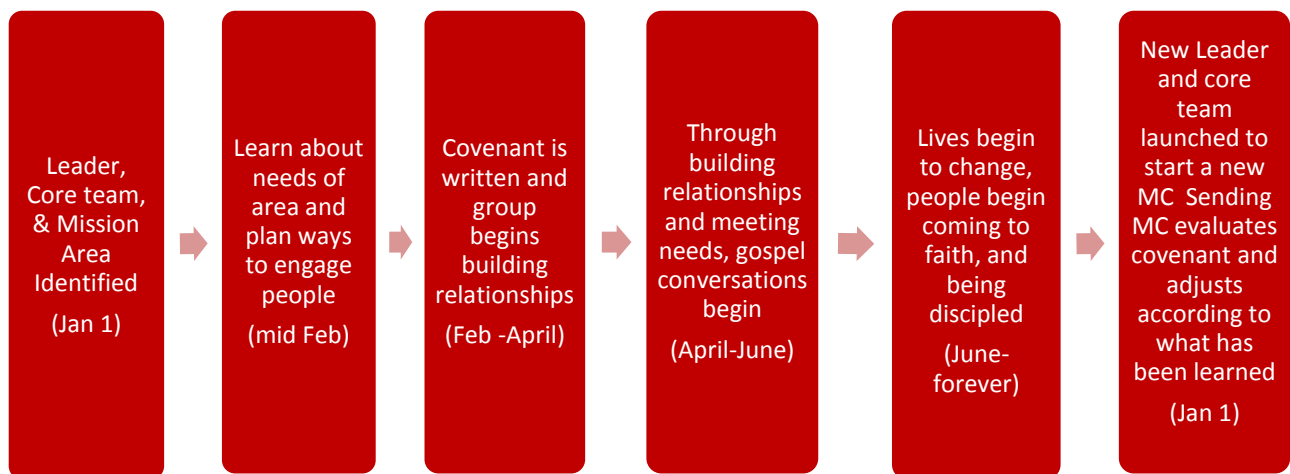 Leader,
Core team,
& Mission
Area
Identified
(Jan 1)
Learn about
needs of
area and
plan ways
to engage
people
(mid Feb)
Covenant is
written and
group
begins
building
relationships
(Feb -April)
Through
building
relationships
and meeting
needs, gospel
conversations
begin
(April-June)
Lives begin
to change,
people begin
coming to
faith, and
being
discipled
(June-
forever)
New Leader
and core
team
launched to
start a new
MC  Sending
MC evaluates
covenant and
adjusts
according to
what has
been learned
(Jan 1)